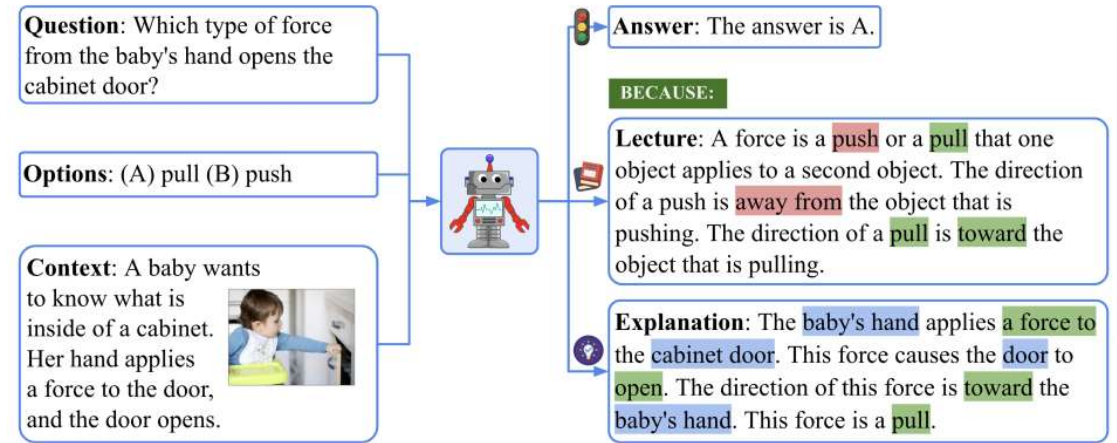 Question: Which type of force
from the baby's hand opens the
cabinet door?
Options: (A) pull (B) push
Context: A baby wants
to know what is
inside of a cabinet.
Her hand applies
a force to the door,
and the door opens.
Answer: The answer is A.
BECAUSE:
Lecture: A force is a push or a pull that one
object applies to a second object. The direction
of a push is away from the object that is
pushing. The direction of a pull is toward the
object that is pulling.
Explanation: The baby's hand applies a force to
the cabinet door. This force causes the door to
open. The direction of this force is toward the
baby's hand. This force is a pull.